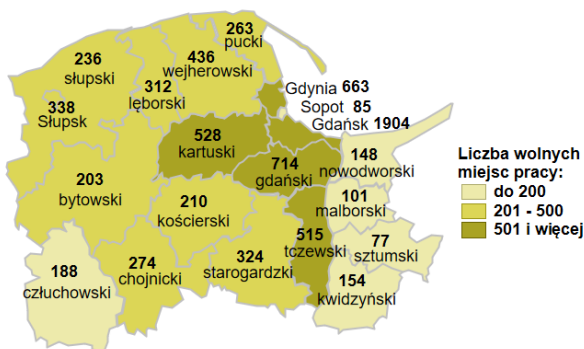 263
pucki
436
wejherowski
236
słupski
312
lęborski
338
Słupsk
Gdynia 663
Sopot 85
Gdańsk 1904
528
kartuski
714
gdański
148
nowodworski
203
bytowski
210
kościerski
101
malborski
515
tczewski
77
sztumski
324
starogardzki
274
chojnicki
188
człuchowski
154
kwidzyński
Liczba wolnych
miejsc pracy:
do 200
201 - 500
501 i więcej